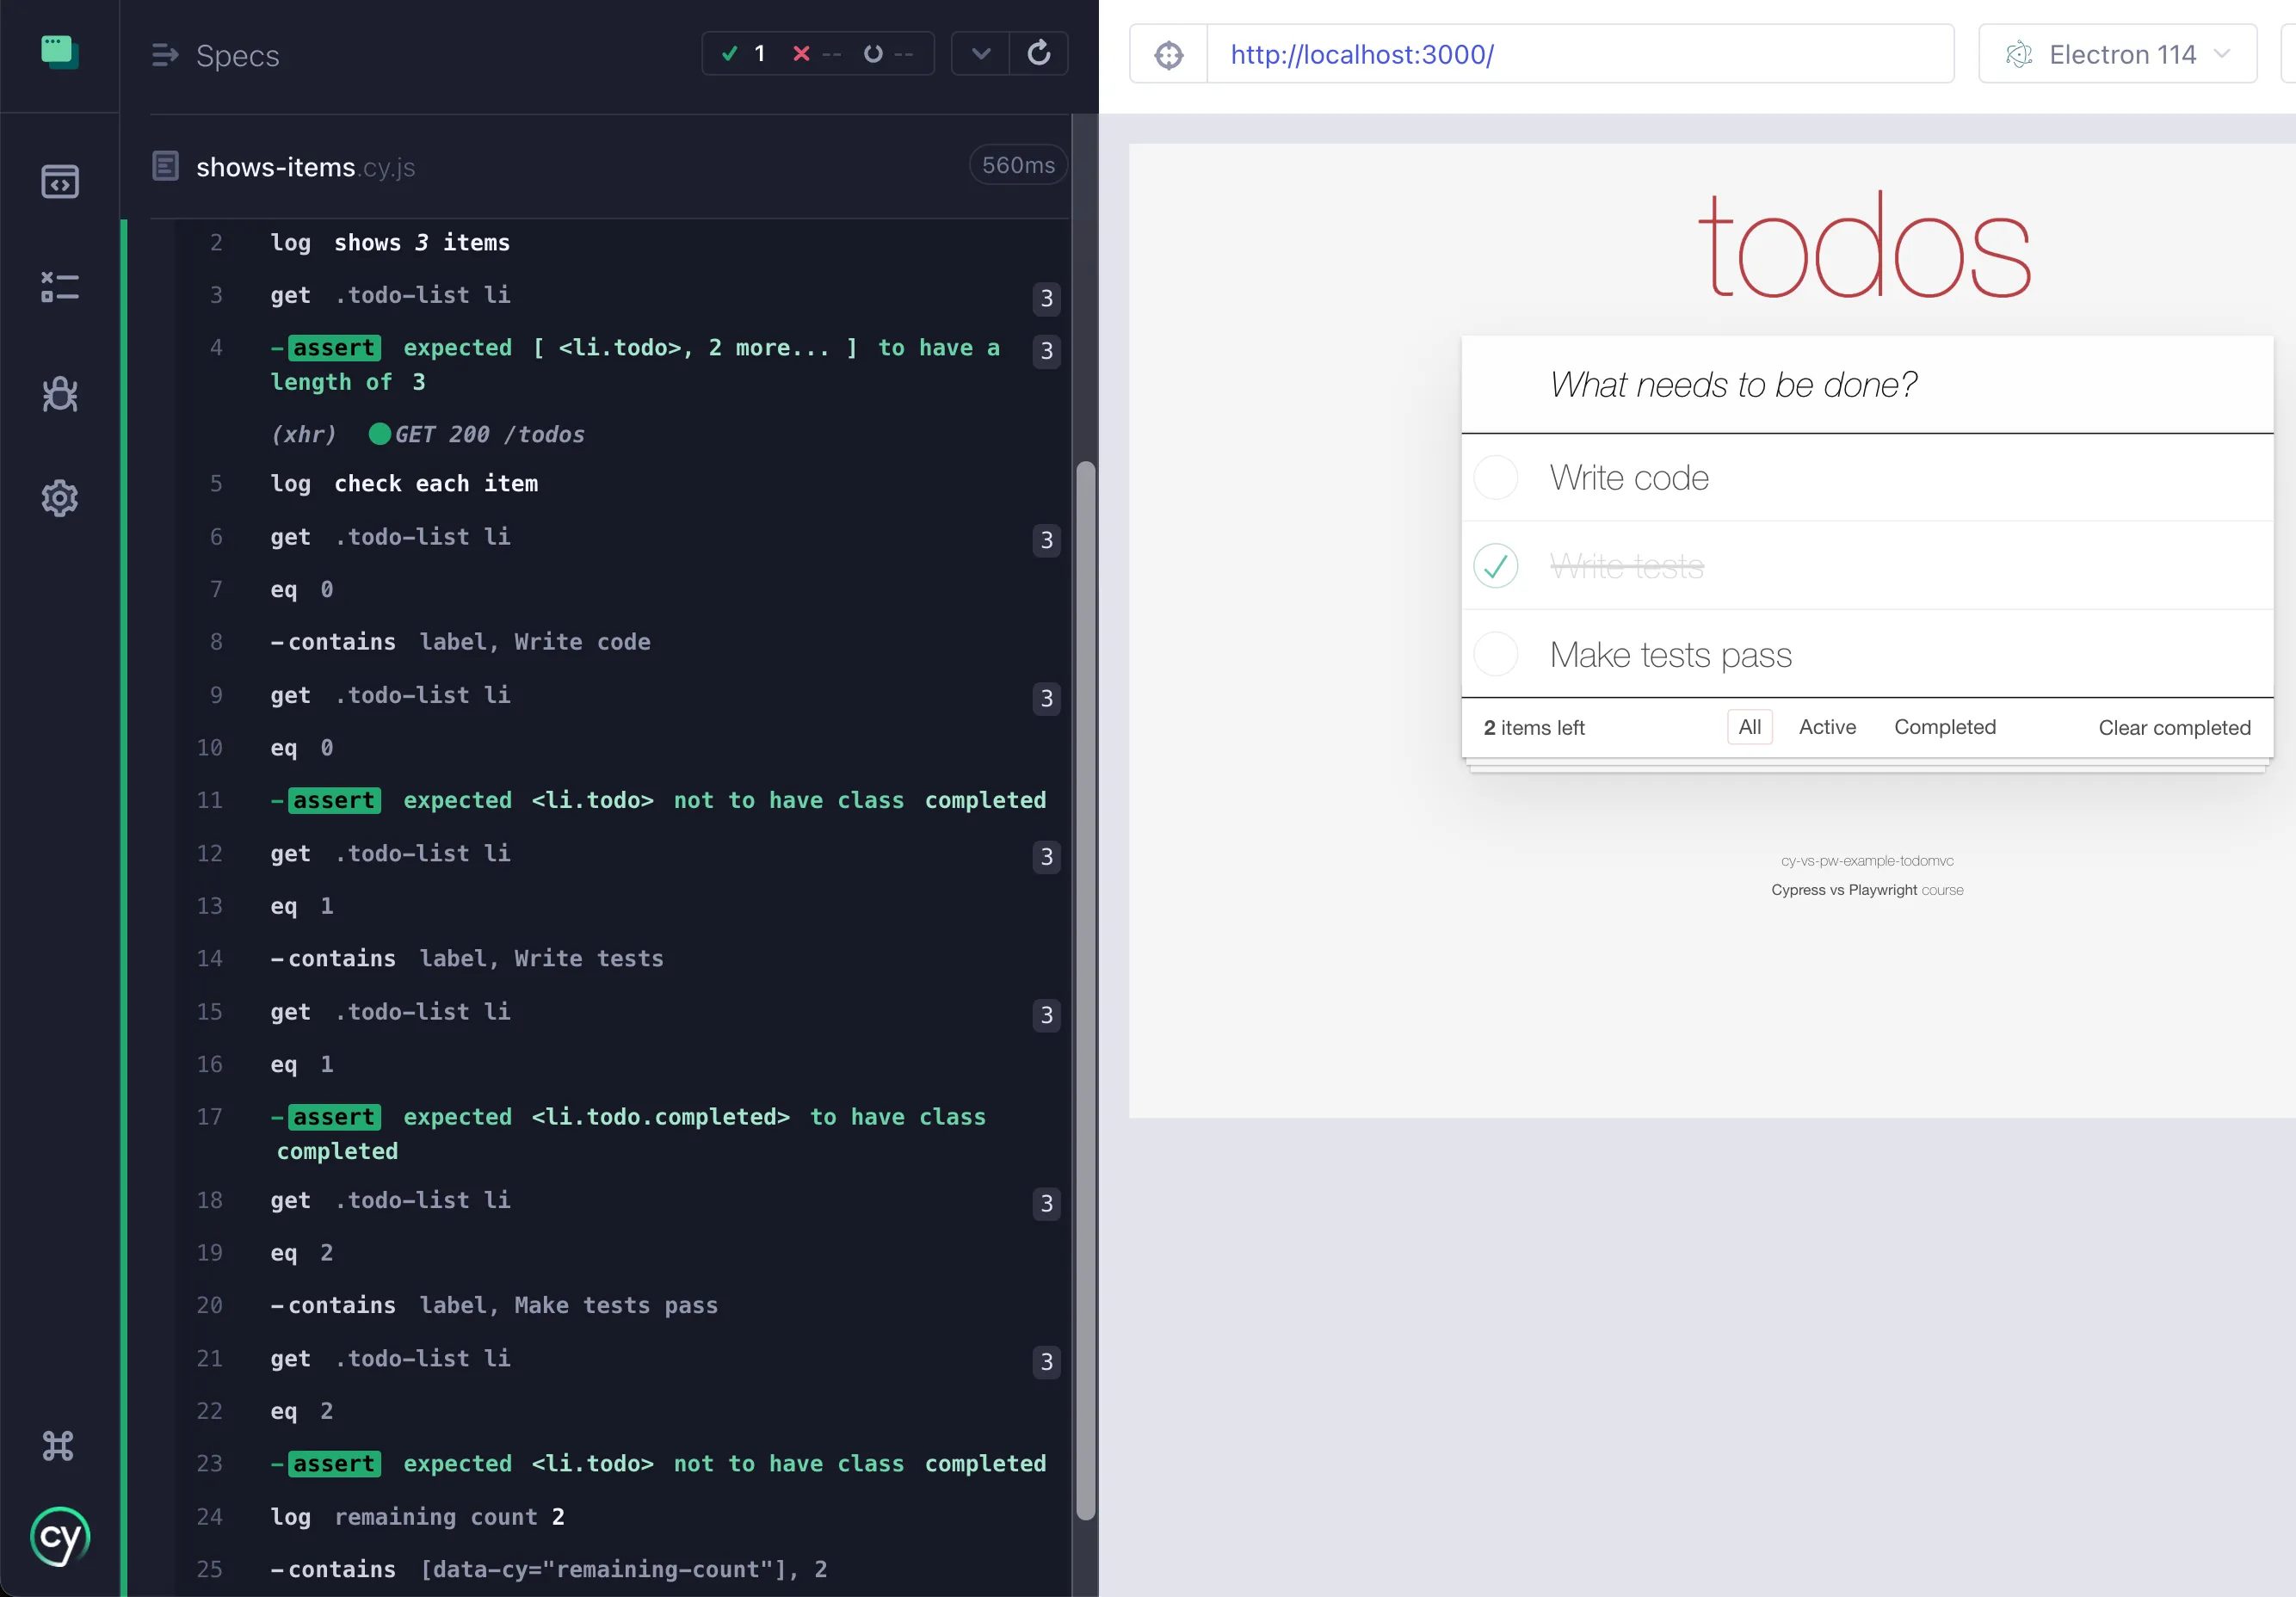 Specs
1 -- --
shows-items.cy.js 560ms
2 log shows 3 items
3 get .todo-list li 3
4 -assert expected [ <li.todo>, 2 more... ] to have a 3
length of 3
(xhr) GET 200 /todos
5 log check each item
6 get .todo-list li 3
7 eq 0
8 -contains label, Write code
9 get .todo-list li 3
10 eq 0
11 -assert expected <li.todo> not to have class completed
12 get .todo-list li 3
13 eq 1
14 -contains label, Write tests
15 get .todo-list li 3
16 eq 1
17 -assert expected <li.todo.completed> to have class
completed
18 get .todo-list li 3
19 eq 2
20 -contains label, Make tests pass
21 get .todo-list li 3
22 eq 2
23 -assert expected <li.todo> not to have class completed
24 log remaining count 2
25 -contains [data-cy="remaining-count"], 2
cy
http://localhost:3000/
Electron 114
todos
What needs to be done?
Write code
Write tests
Make tests pass
2 items left All Active Completed Clear completed
cy-vs-pw-example-todomvc
Cypress vs Playwright course